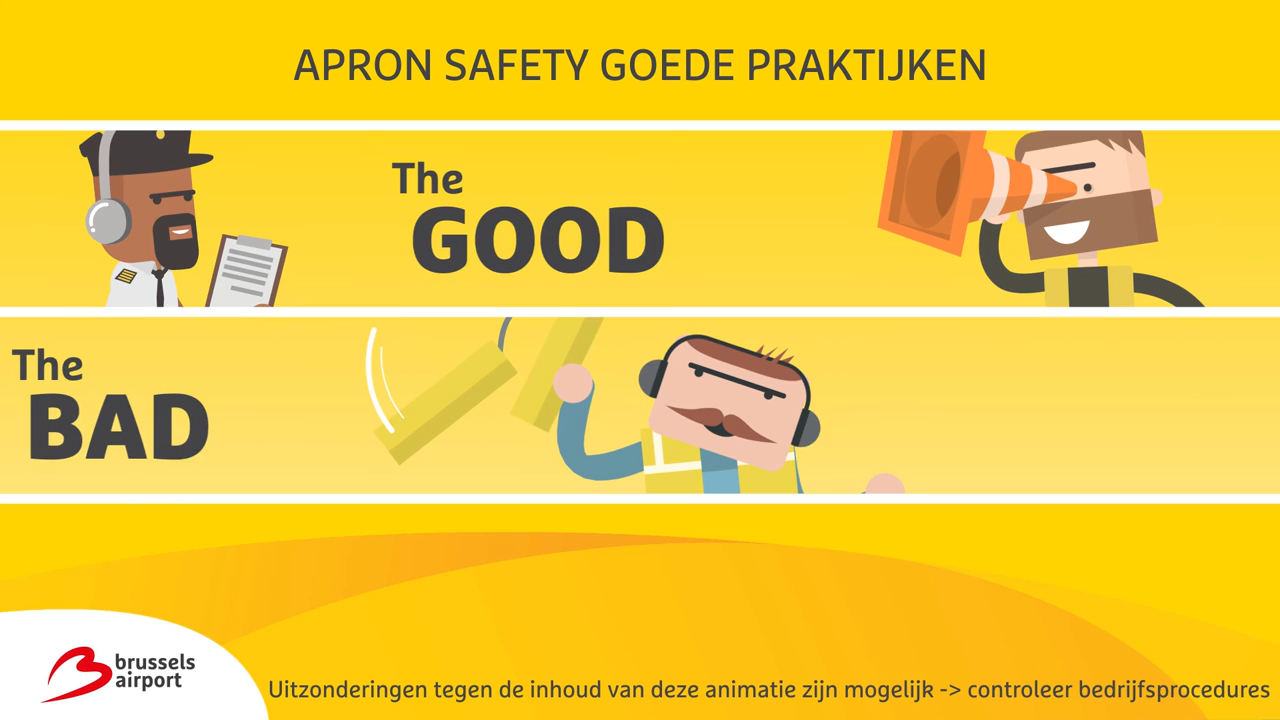 APRON SAFETY GOEDE PRAKTIJKEN
The
GOOD
The
BAD
brussels
airport
Uitzonderingen tegen de inhoud van deze animatie zijn mogelijk -> controleer bedrijfsprocedures